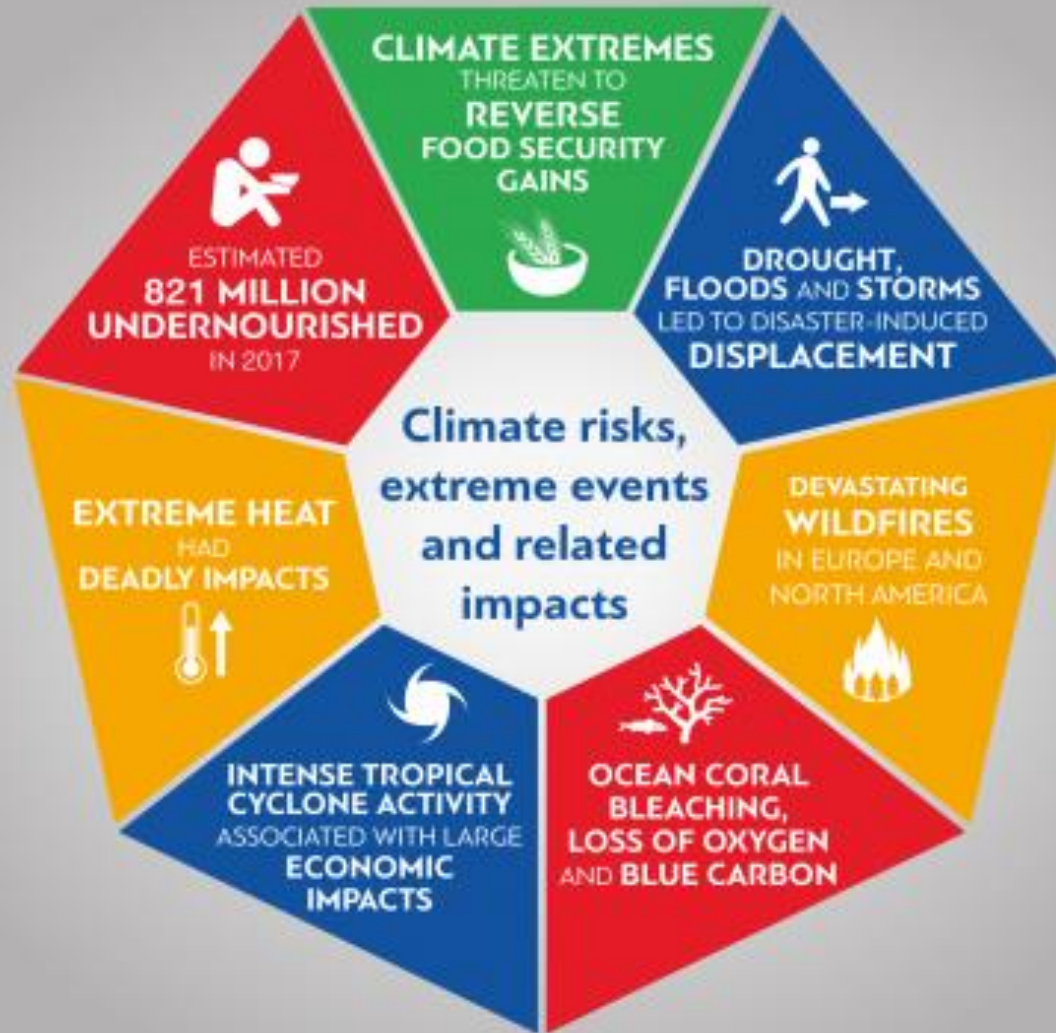 CLIMATE EXTREMES
THREATEN TO
REVERSE
FOOD SECURITY
GAINS
DROUGHT,
FLOODS AND STORMS
LED TO DISASTER-INDUCED
DISPLACEMENT
DEVASTATING
WILDFIRES
IN EUROPE AND
NORTH AMERICA
OCEAN CORAL
BLEACHING,
LOSS OF OXYGEN
AND BLUE CARBON
INTENSE TROPICAL
CYCLONE ACTIVITY
ASSOCIATED WITH LARGE
ECONOMIC
IMPACTS
EXTREME HEAT
HAD
DEADLY IMPACTS
ESTIMATED
821 MILLION
UNDERNOURISHED
IN 2017
Climate risks,
extreme events
and related
impacts